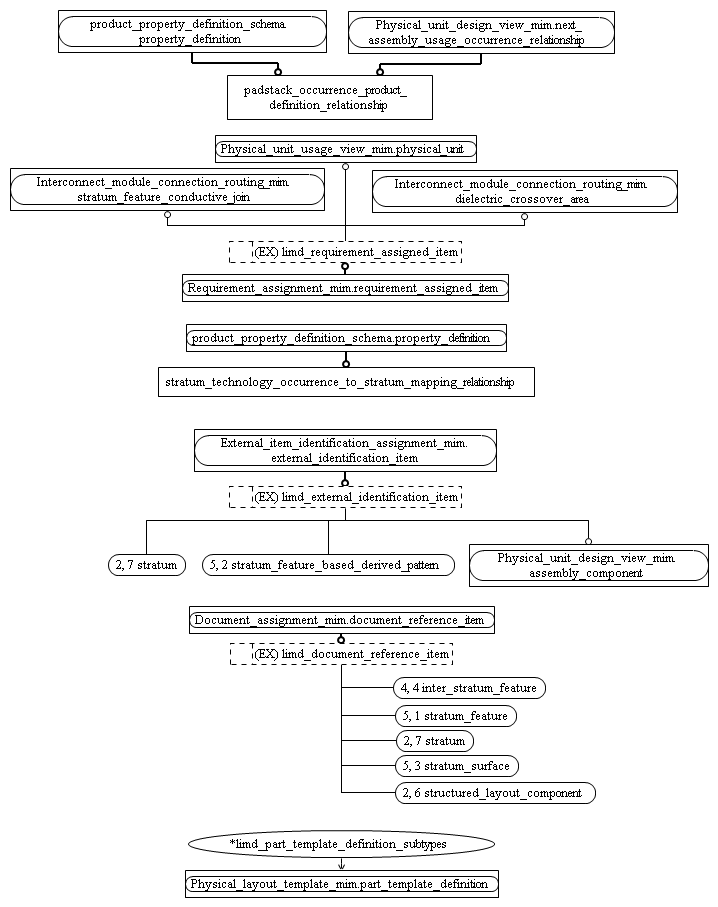 product_property_definition_schema.
property_definition
Physical_unit_design_view_mim.next_
assembly_usage_occurrence_relationship
padstack_occurrence_product_
definition_relationship
Physical_unit_usage_view_mim.physical_unit
Interconnect_module_connection_routing_mim.
stratum_feature_conductive_join
Interconnect_module_connection_routing_mim.
dielectric_crossover_area
(EX) limd_requirement_assigned_item
Requirement_assignment_mim.requirement_assigned_item
product_property_definition_schema.property_definition
stratum_technology_occurrence_to_stratum_mapping_relationship
External_item_identification_assignment_mim.
external_identification_item
(EX) limd_external_identification_item
2, 7 stratum
5, 2 stratum_feature_based_derived_pattern
Physical_unit_design_view_mim.
assembly_component
Document_assignment_mim.document_reference_item
(EX) limd_document_reference_item
4, 4 inter_stratum_feature
5, 1 stratum_feature
2, 7 stratum
5, 3 stratum_surface
2, 6 structured_layout_component
*limd_part_template_definition_subtypes
Physical_layout_template_mim.part_template_definition